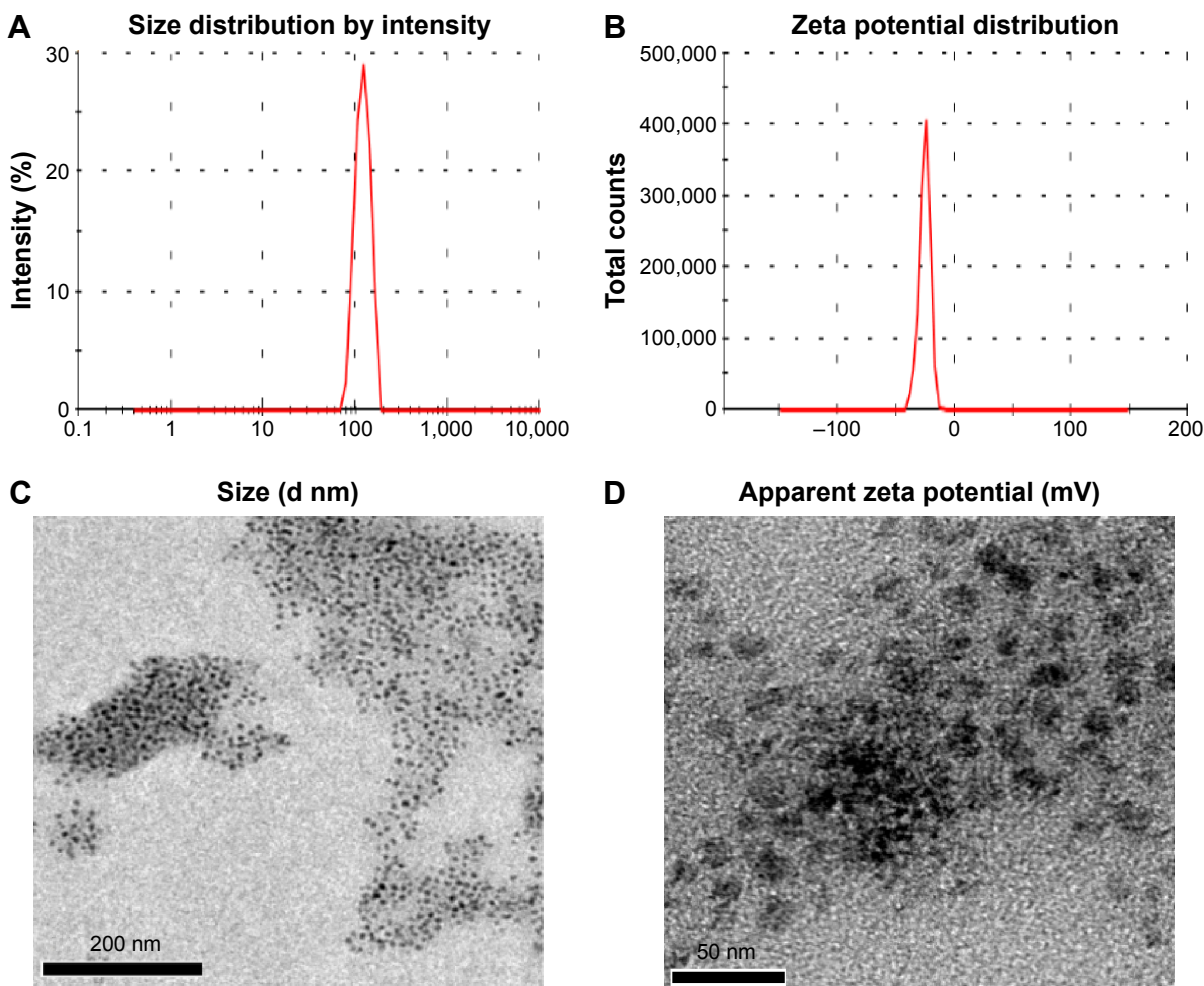 A
Size distribution by intensity
Intensity (%)
30
20
10
0
0.1 1 10 100 1,000 10,000
Size (d nm)
B
Zeta potential distribution
Total counts
500,000
400,000
300,000
200,000
100,000
0
–100 0 100 200
Apparent zeta potential (mV)
C
200 nm
D
50 nm